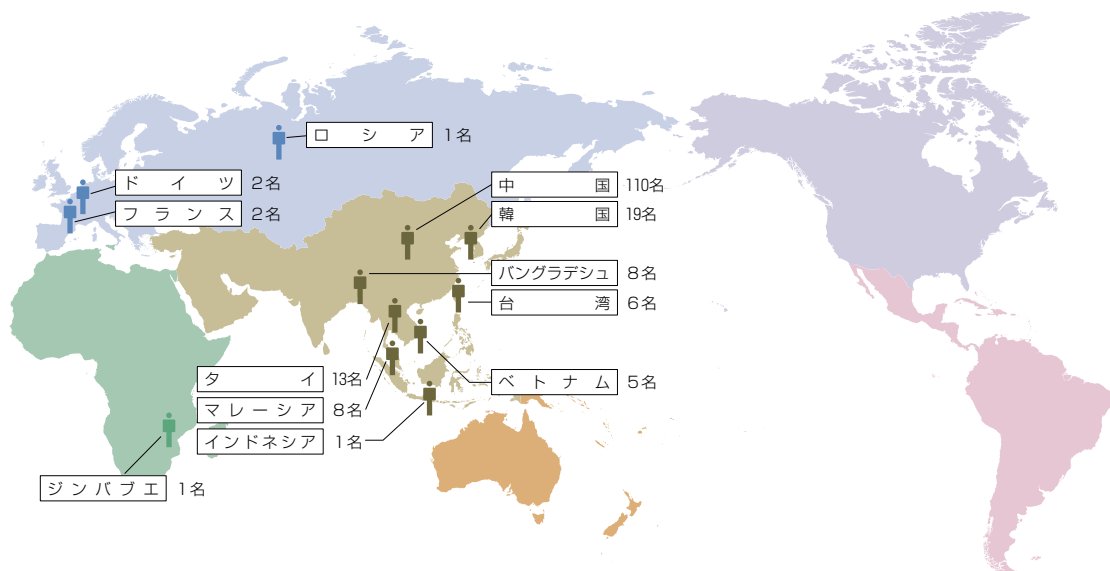 ロシア 1名
ドイツ 2名
フランス 2名
中国 110名
韓国 19名
バングラデシュ 8名
台湾 6名
タイ 13名
ベトナム 5名
マレーシア 8名
インドネシア 1名
ジンバブエ 1名